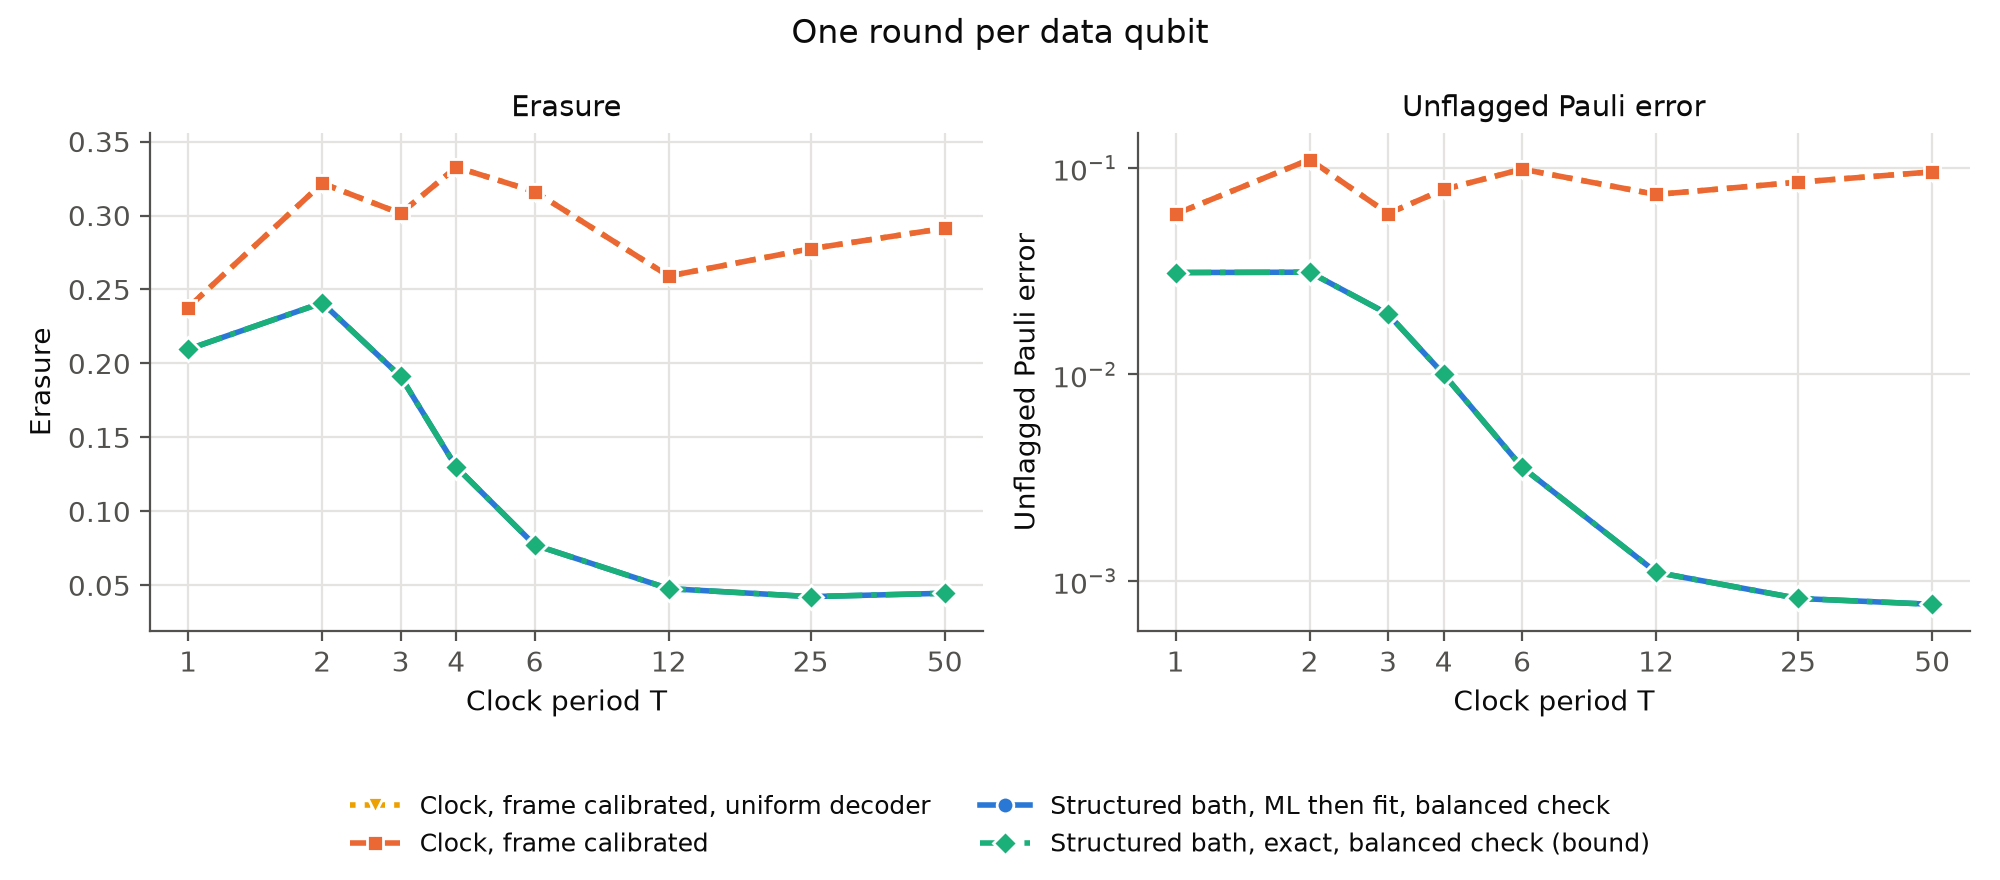 One round per data qubit
Erasure
Erasure
0.35
0.30
0.25
0.20
0.15
0.10
0.05
1 2 3 4 6 12 25 50
Clock period T
Unflagged Pauli error
Unflagged Pauli error
10⁻¹
10⁻²
10⁻³
1 2 3 4 6 12 25 50
Clock period T
Clock, frame calibrated, uniform decoder
Clock, frame calibrated
Structured bath, ML then fit, balanced check
Structured bath, exact, balanced check (bound)